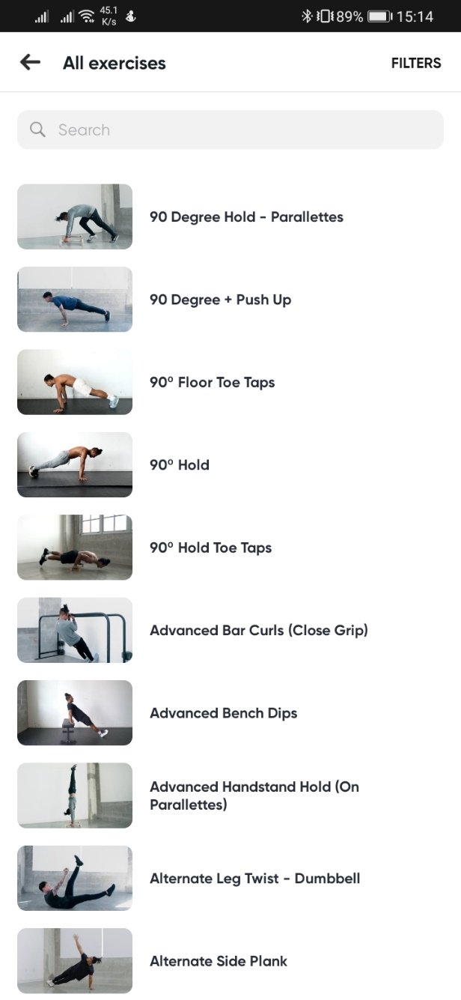 45.1
K/s
89%
15:14
All exercises
FILTERS
Search
90 Degree Hold - Parallettes
90 Degree + Push Up
90º Floor Toe Taps
90º Hold
90º Hold Toe Taps
Advanced Bar Curls (Close Grip)
Advanced Bench Dips
Advanced Handstand Hold (On
Parallettes)
Alternate Leg Twist - Dumbbell
Alternate Side Plank